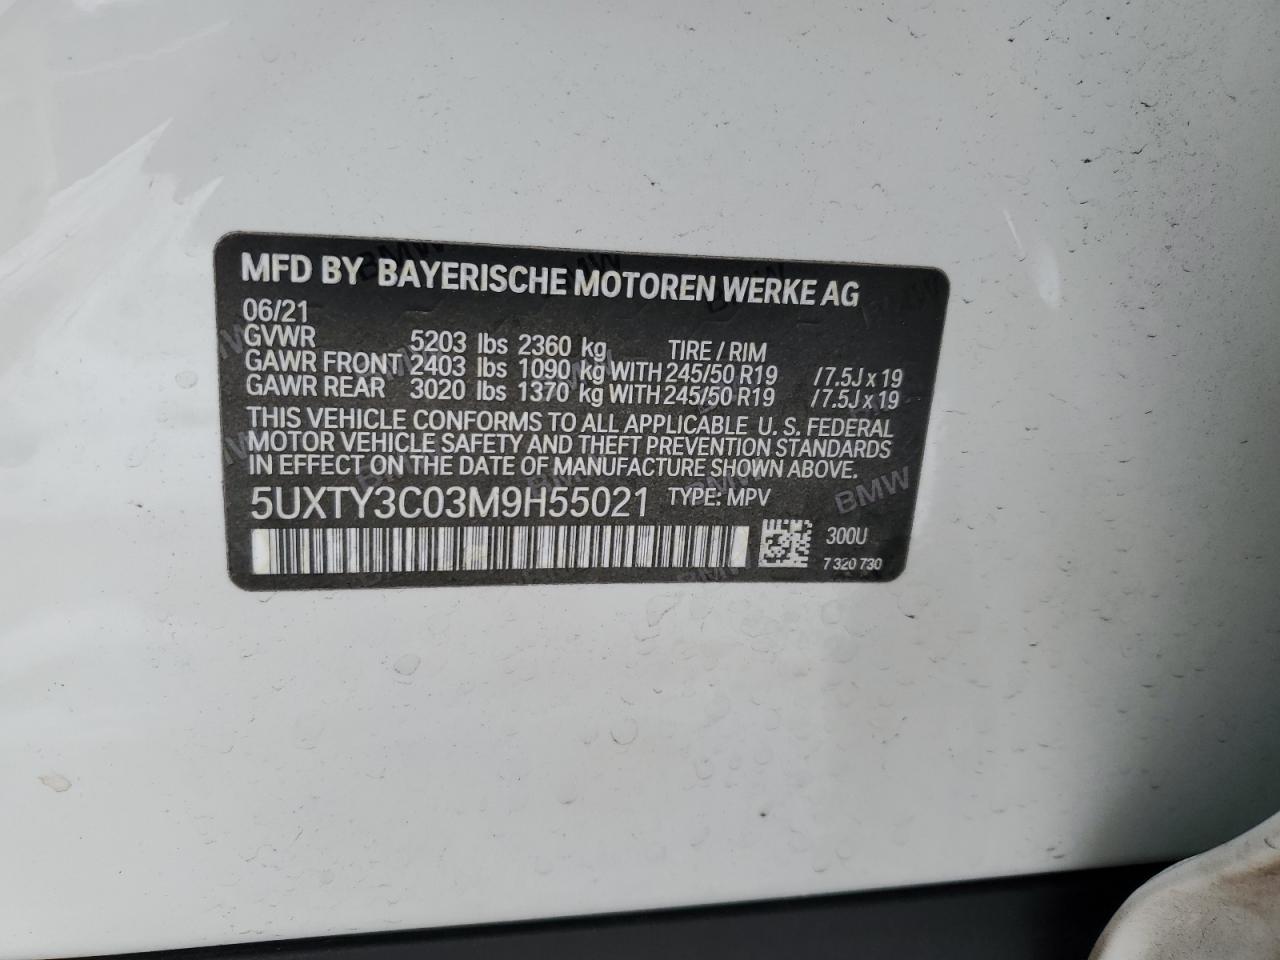 MFD BY BAYERISCHE MOTOREN WERKE AG
06/21
GVWR 5203 lbs 2360 kg TIRE / RIM
GAWR FRONT 2403 lbs 1090 kg WITH 245/50 R19 / 7.5J x 19
GAWR REAR 3020 lbs 1370 kg WITH 245/50 R19 / 7.5J x 19
THIS VEHICLE CONFORMS TO ALL APPLICABLE U. S. FEDERAL
MOTOR VEHICLE SAFETY AND THEFT PREVENTION STANDARDS
IN EFFECT ON THE DATE OF MANUFACTURE SHOWN ABOVE.
5UXTY3C03M9H55021 TYPE: MPV
300U
7 320 730
BMW